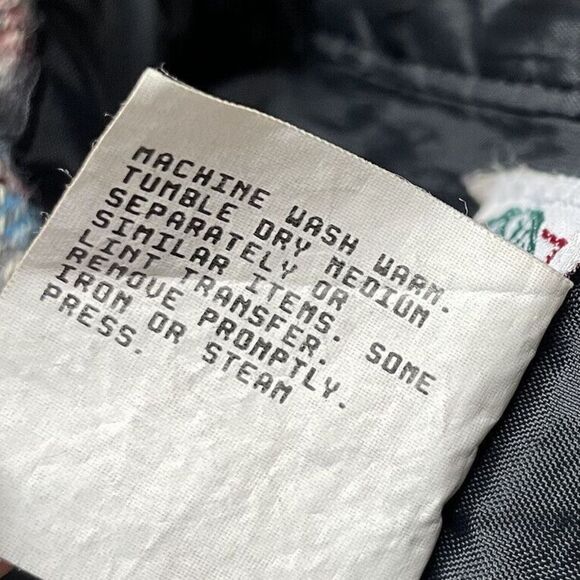 MACHINE WASH WARM.
TUMBLE DRY MEDIUM
SEPARATELY OR
SIMILAR ITEMS. SOME
LINT TRANSFER.
REMOVE PROMPTLY.
IRON OR STEAM
PRESS.